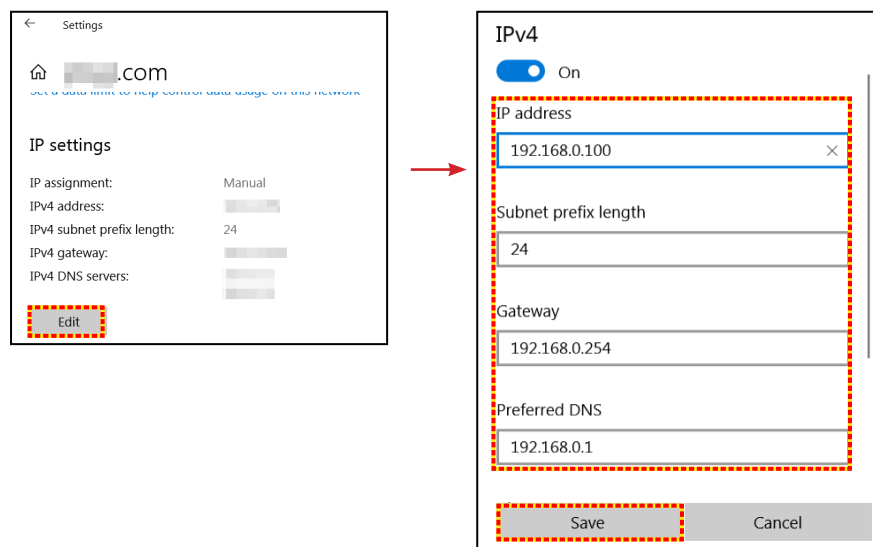 Settings
.com
Set a data limit to help control data usage on this network
IP settings
IP assignment: Manual
IPv4 address:
IPv4 subnet prefix length: 24
IPv4 gateway:
IPv4 DNS servers:
Edit
IPv4
On
IP address
192.168.0.100
Subnet prefix length
24
Gateway
192.168.0.254
Preferred DNS
192.168.0.1
Save Cancel